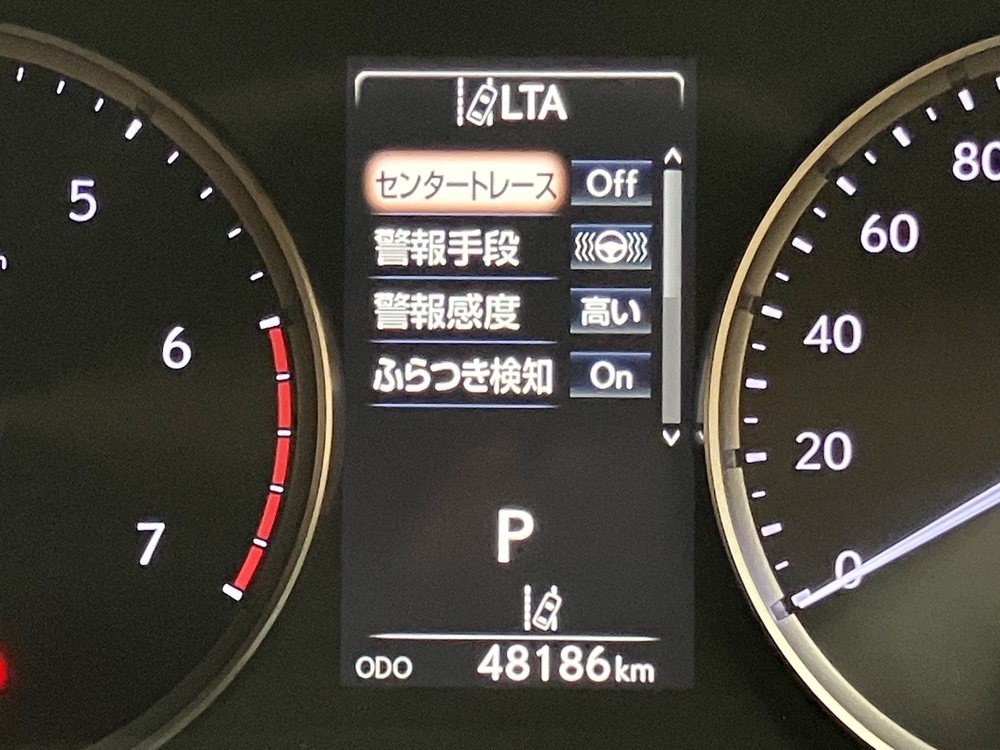 LTA
センタートレース Off
警報手段
警報感度 高い
ふらつき検知 On
P
ODO 48186km
5
6
7
80
60
40
20
0